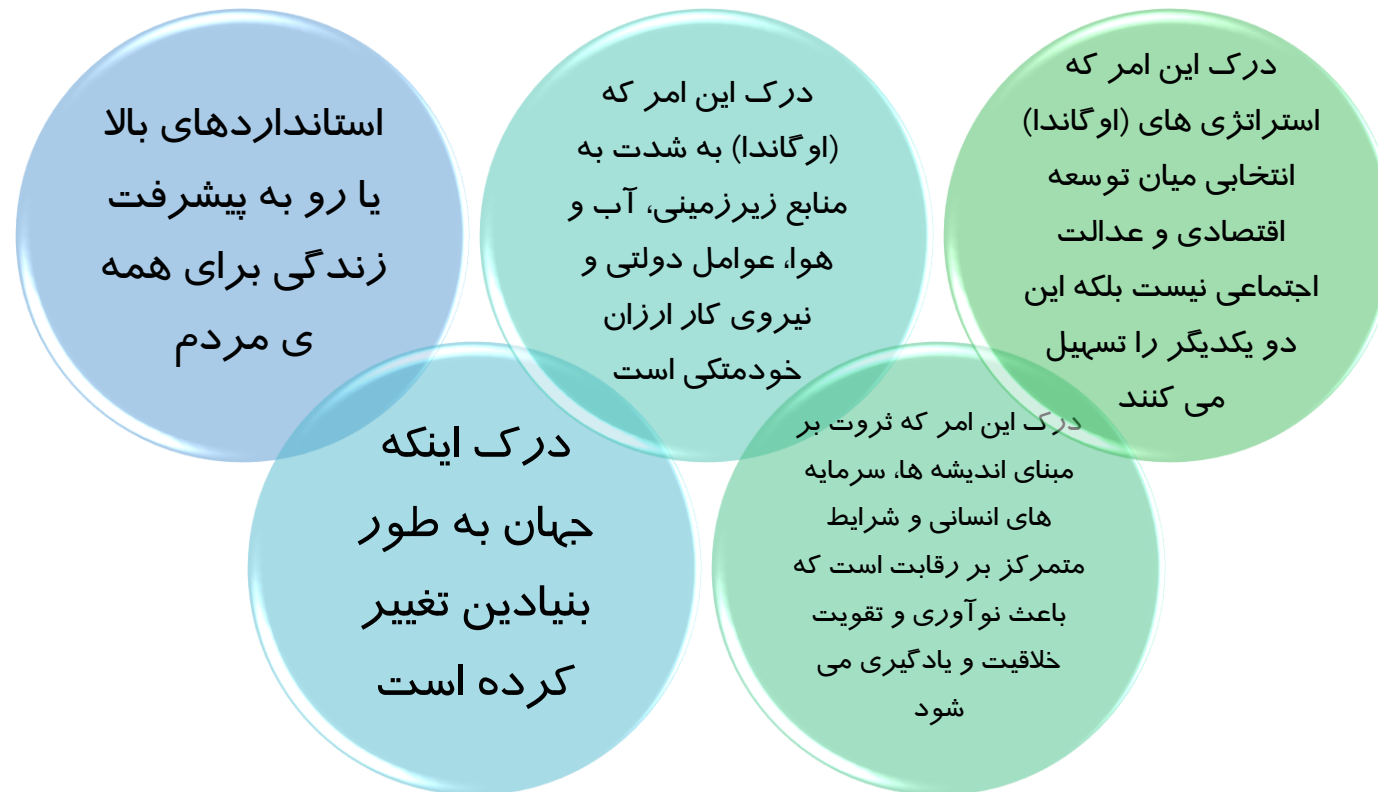 درک این امر که
استراتژی های (اوگاندا)
انتخابی میان توسعه
اقتصادی و عدالت
اجتماعی نیست بلکه این
دو یکدیگر را تسهیل
می کنند
درک این امر که
(اوگاندا) به شدت به
منابع زیرزمینی، آب و
هوا، عوامل دولتی و
نیروی کار ارزان
خودمتکی است
استانداردهای بالا
یا رو به پیشرفت
زندگی برای همه
ی مردم
درک این امر که ثروت بر
مبنای اندیشه ها، سرمایه
های انسانی و شرایط
متمرکز بر رقابت است که
باعث نوآوری و تقویت
خلاقیت و یادگیری می
شود
درک اینکه
جهان به طور
بنیادین تغییر
کرده است